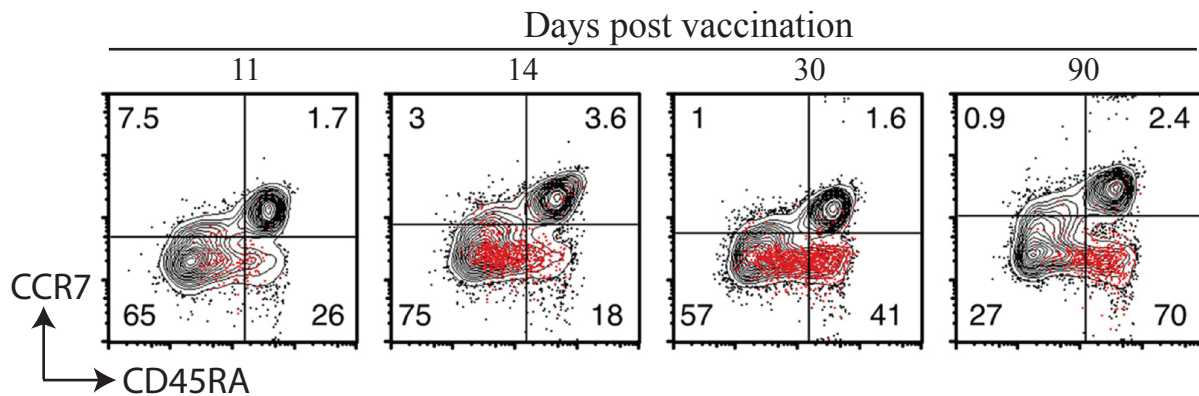 Days post vaccination
11 14 30 90
7.5 1.7 3 3.6 1 1.6 0.9 2.4
CCR7
65 26 75 18 57 41 27 70
CD45RA